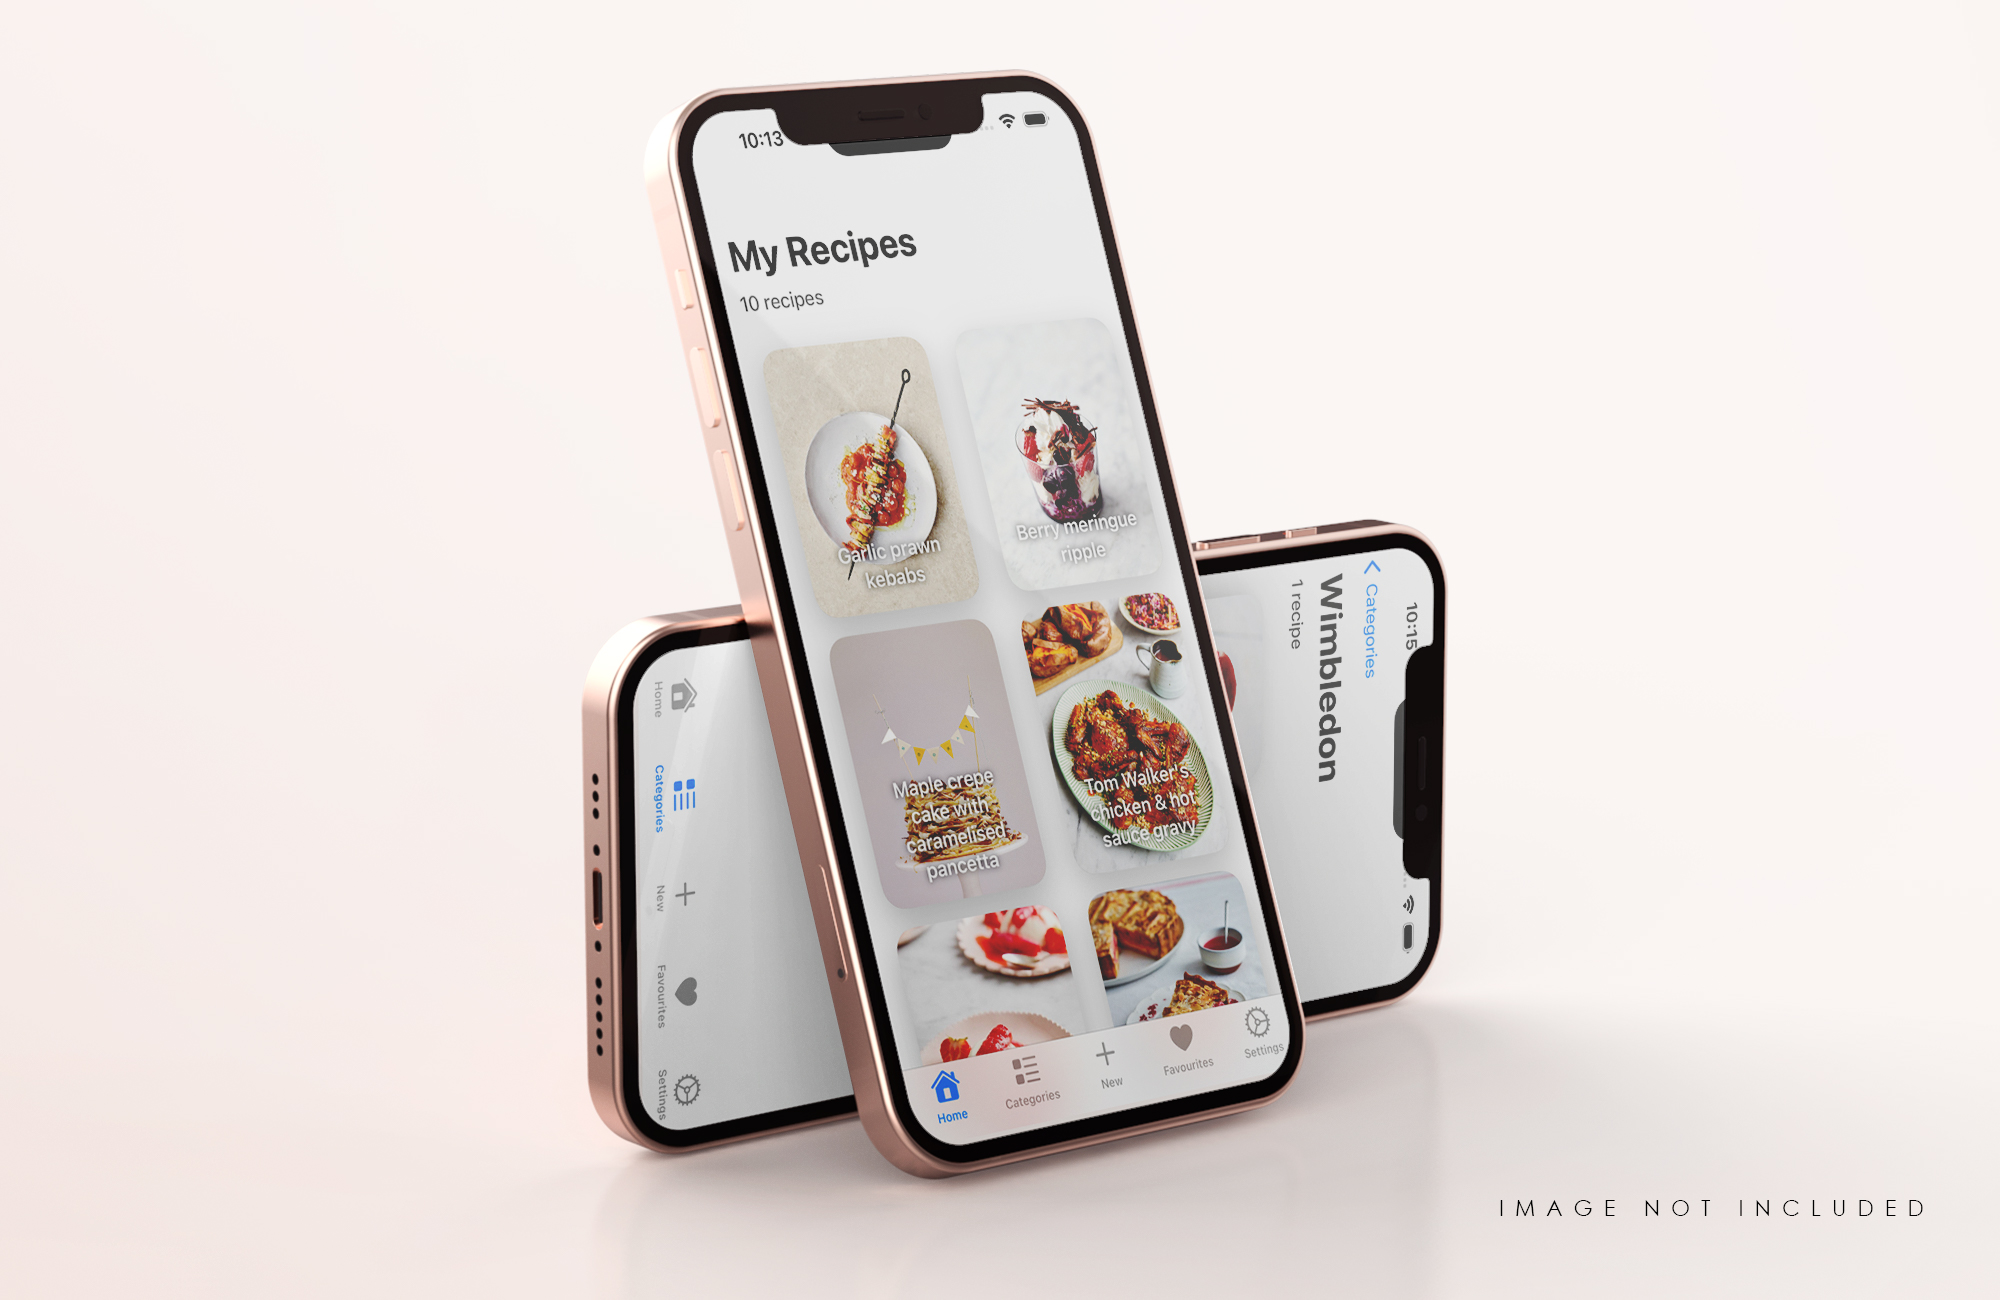 10:13
My Recipes
10 recipes
Garlic prawn
kebabs
Berry meringue
ripple
Maple crepe
cake with
caramelised
pancetta
Tom Walker's
chicken & hot
sauce gravy
Home
Categories
New
Favourites
Settings
10:15
Categories
Wimbledon
1 recipe
Home
Categories
New
Favourites
Settings
IMAGE NOT INCLUDED